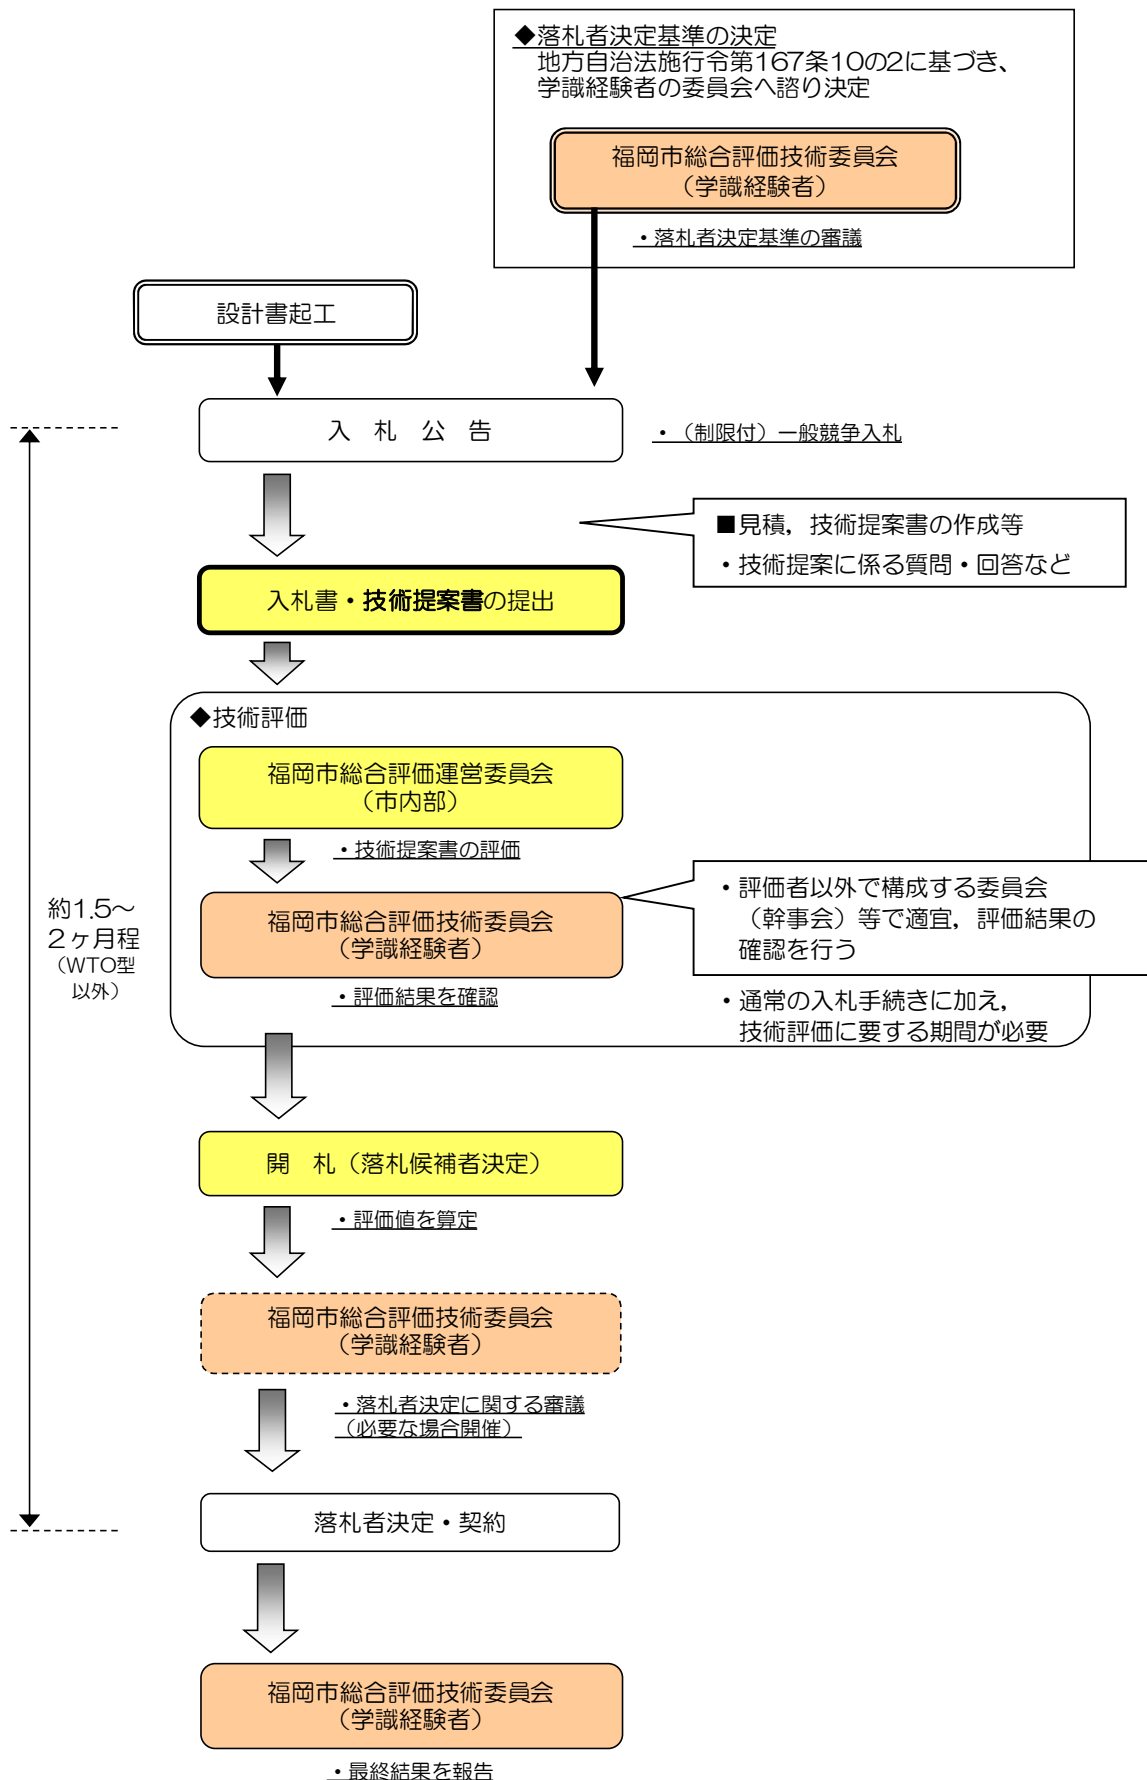 ◆落札者決定基準の決定
地方自治法施行令第167条10の2に基づき、
学識経験者の委員会へ諮り決定
福岡市総合評価技術委員会
（学識経験者）
・落札者決定基準の審議
設計書起工
入　札　公　告
・（制限付）一般競争入札
■見積，技術提案書の作成等
・技術提案に係る質問・回答など
入札書・技術提案書の提出
◆技術評価
福岡市総合評価運営委員会
（市内部）
・技術提案書の評価
福岡市総合評価技術委員会
（学識経験者）
・評価結果を確認
・評価者以外で構成する委員会
（幹事会）等で適宜，評価結果の
確認を行う
・通常の入札手続きに加え，
技術評価に要する期間が必要
約1.5～
２ヶ月程
（WTO型
以外）
開　札（落札候補者決定）
・評価値を算定
福岡市総合評価技術委員会
（学識経験者）
・落札者決定に関する審議
（必要な場合開催）
落札者決定・契約
福岡市総合評価技術委員会
（学識経験者）
・最終結果を報告